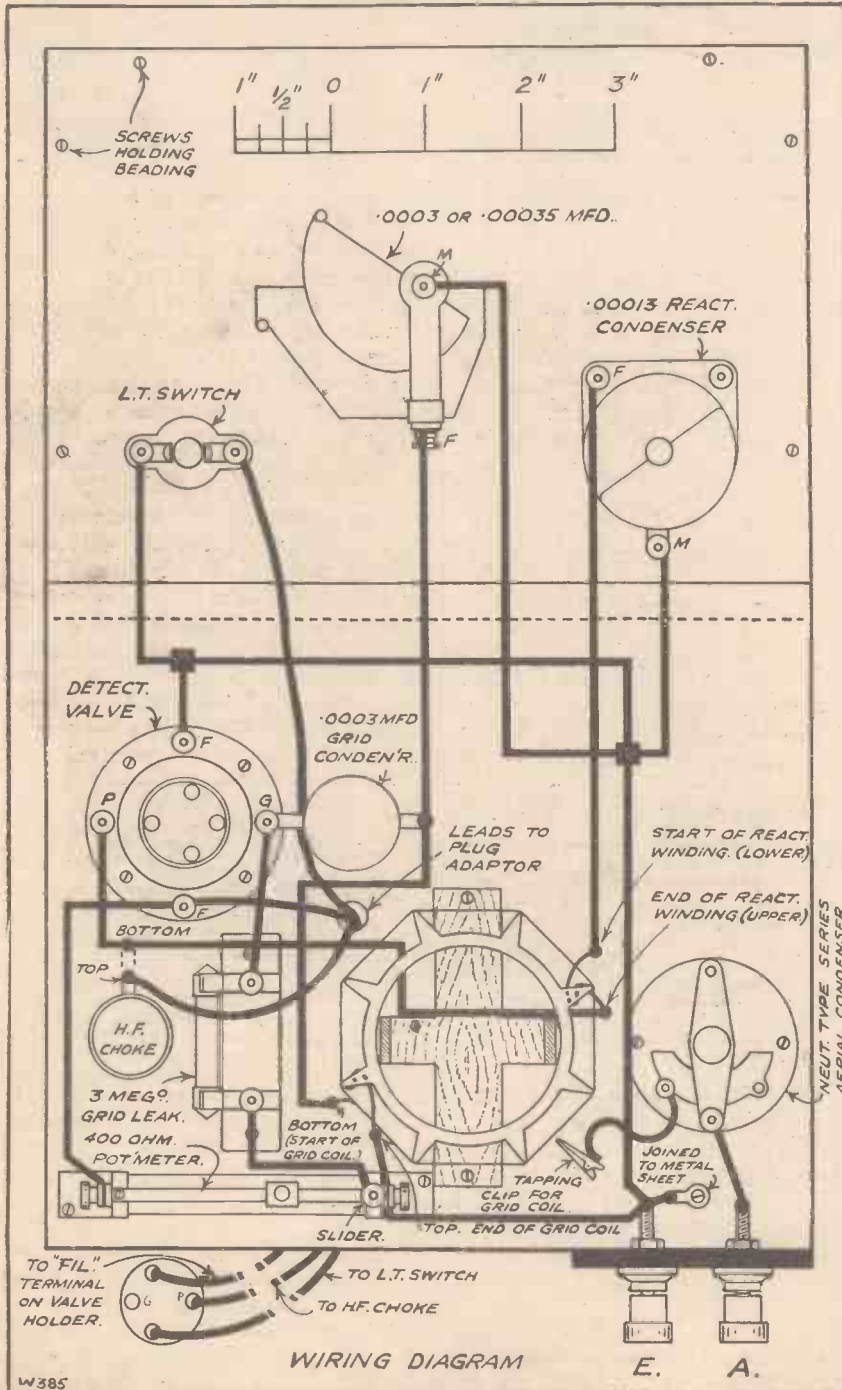 1" ½" 0 1" 2" 3"
SCREWS
HOLDING
BEADING
.0003 OR .00035 MFD.
M
F
.00013 REACT.
CONDENSER
F
M
L.T. SWITCH
DETECT.
VALVE
F
P
G
F
.0003 MFD
GRID
CONDEN'R.
LEADS TO
PLUG
ADAPTOR
START OF REACT.
WINDING. (LOWER)
END OF REACT.
WINDING (UPPER)
"NEUT." TYPE SERIES
AERIAL CONDENSER
BOTTOM
TOP
H.F.
CHOKE
3 MEGO.
GRID LEAK.
400 OHM.
POT'METER.
BOTTOM
(START OF
GRID COIL.)
TAPPING
CLIP FOR
GRID COIL.
JOINED
TO METAL
SHEET
SLIDER.
TOP. END OF GRID COIL
TO "FIL."
TERMINAL
ON VALVE
HOLDER.
G
P
TO L.T. SWITCH
TO H.F. CHOKE
WIRING DIAGRAM
E. A.
W385